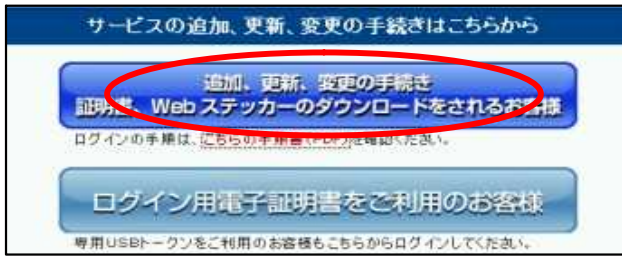 サービスの追加、更新、変更の手続きはこちらから
追加、更新、変更の手続き
証明書、Web ステッカーのダウンロードをされるお客様
ログインの手順は、こちらの手順書(PDF)を確認ください。
ログイン用電子証明書をご利用のお客様
専用USBトークンをご利用のお客様もこちらからログインしてください。